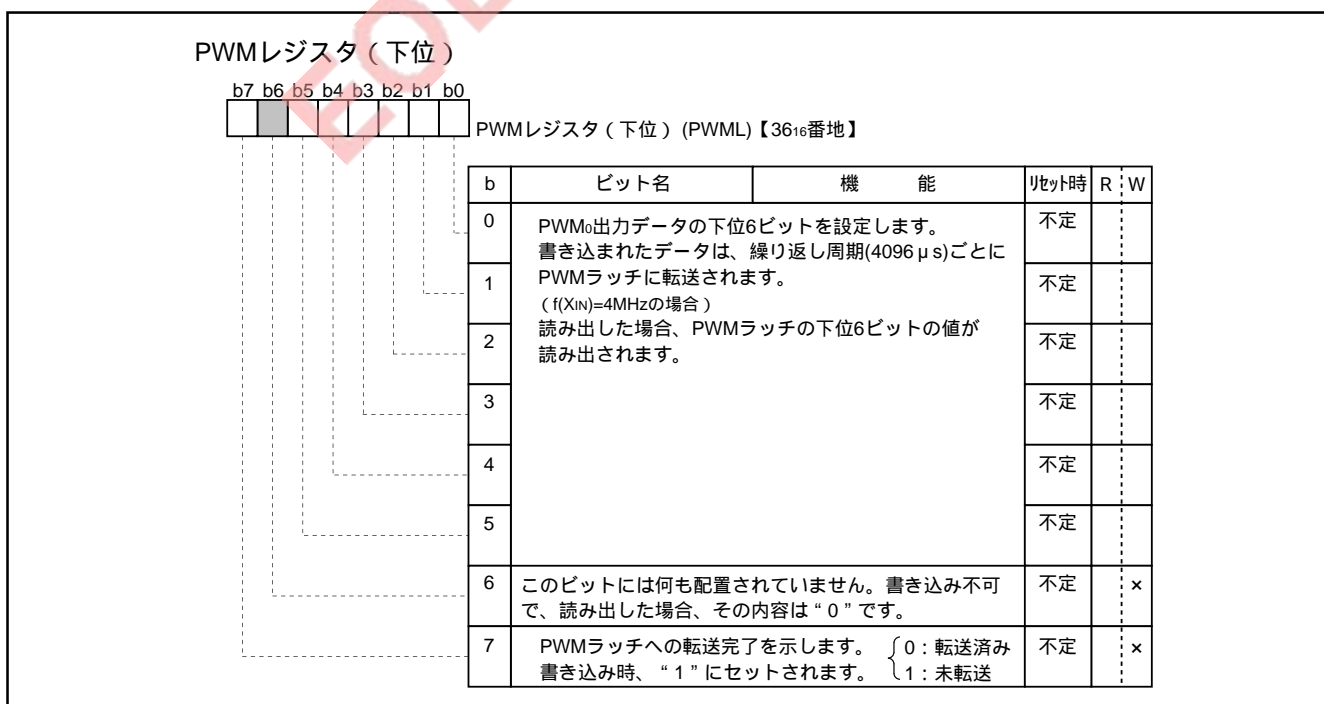 EOL
PWMレジスタ（下位）
b7 b6 b5 b4 b3 b2 b1 b0
PWMレジスタ（下位） (PWML)【3616番地】
b ビット名 機 能 リセット時 R W
0 PWM0出力データの下位6ビットを設定します。 不定
書き込まれたデータは、繰り返し周期(4096μs)ごとに
1 PWMラッチに転送されます。 不定
（f(XIN)=4MHzの場合）
2 読み出した場合、PWMラッチの下位6ビットの値が 不定
読み出されます。
3 不定
4 不定
5 不定
6 このビットには何も配置されていません。書き込み不可 不定 ×
で、読み出した場合、その内容は“0”です。
7 PWMラッチへの転送完了を示します。 0：転送済み 不定 ×
書き込み時、“1”にセットされます。 1：未転送